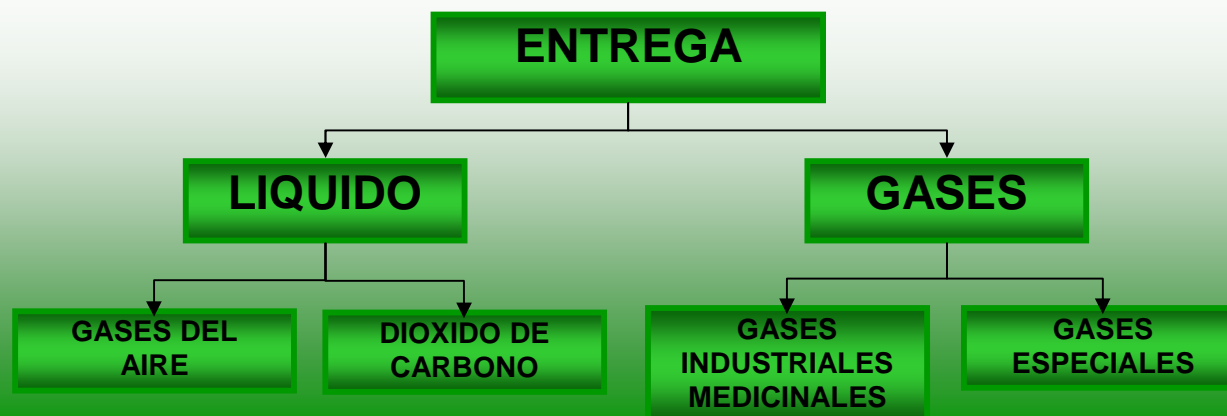 ENTREGA
LIQUIDO
GASES
GASES DEL
AIRE
DIOXIDO DE
CARBONO
GASES
INDUSTRIALES
MEDICINALES
GASES
ESPECIALES